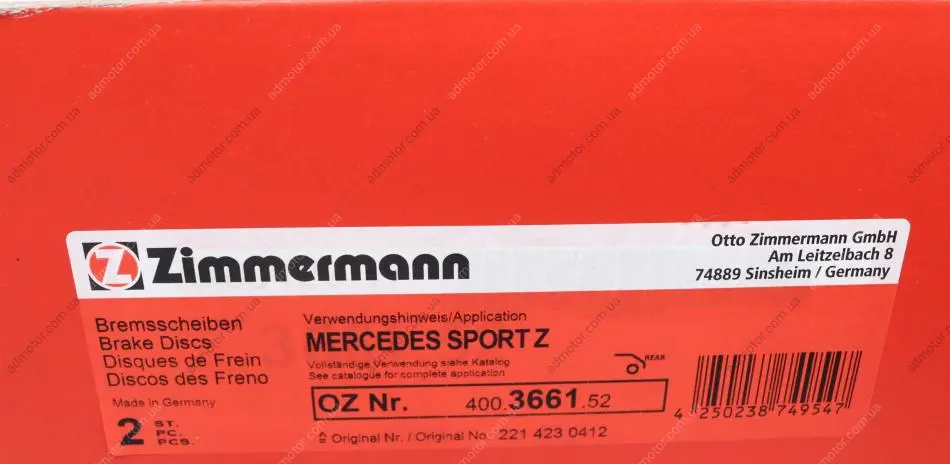 Zimmermann
Otto Zimmermann GmbH
Am Leitzelbach 8
74889 Sinsheim / Germany
Bremsscheiben
Brake Discs
Disques de Frein
Discos des Freno
Made in Germany
2 ST.
PC.
PCS.
Verwendungshinweis/Application
MERCEDES SPORT Z
Vollständige Verwendung siehe Katalog
See catalogue for complete application
REAR
OZ Nr. 400.3661.52
≙ Original Nr. / Original No. 221 423 0412
4 250238 749547
admotor.com.ua